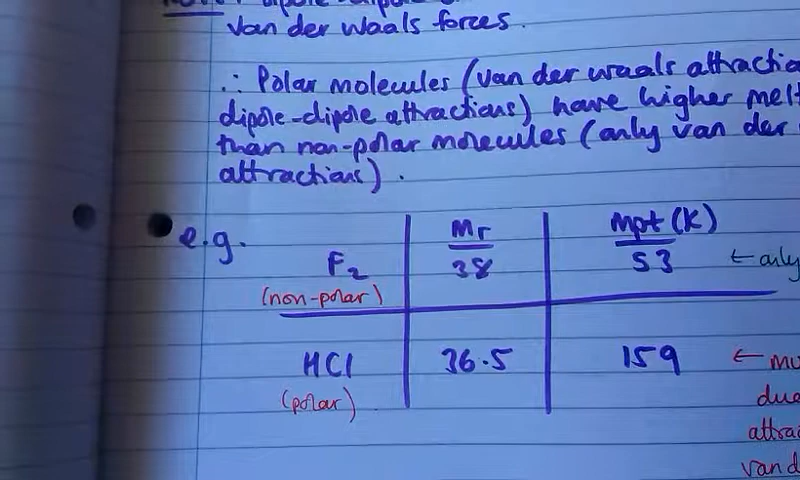 van der waals forces.
∴ Polar molecules (van der waals attractio
dipole-dipole attractions) have higher melt
than non-polar molecules (only van der
attractions).
e.g.
Mr Mpt (K)
F2 38 53 ← only
(non-polar)
HCl 36.5 159 ←
(polar) due
attrac
van d